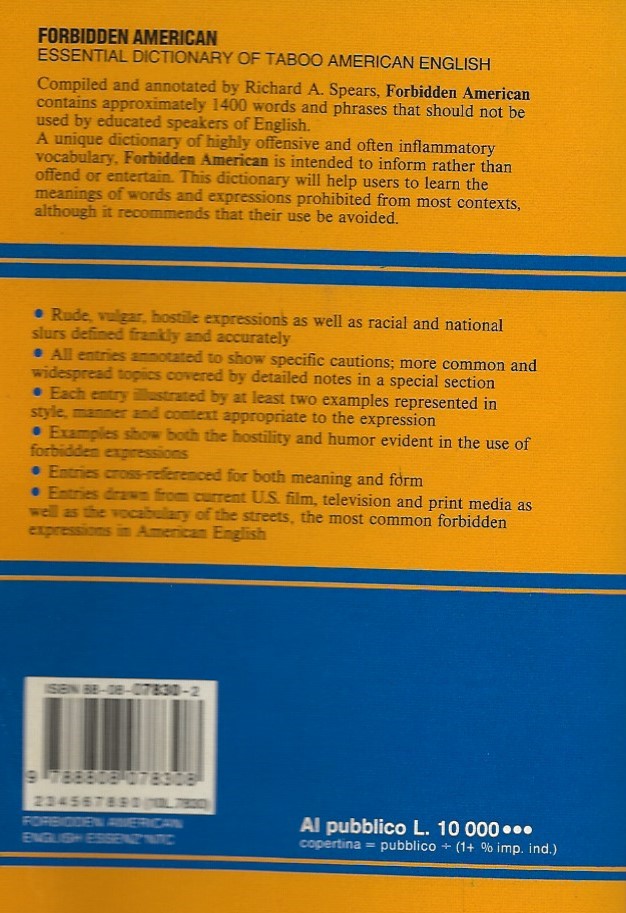 FORBIDDEN AMERICAN
ESSENTIAL DICTIONARY OF TABOO AMERICAN ENGLISH
Compiled and annotated by Richard A. Spears, Forbidden American
contains approximately 1400 words and phrases that should not be
used by educated speakers of English.
A unique dictionary of highly offensive and often inflammatory
vocabulary, Forbidden American is intended to inform rather than
offend or entertain. This dictionary will help users to learn the
meanings of words and expressions prohibited from most contexts,
although it recommends that their use be avoided.
• Rude, vulgar, hostile expressions as well as racial and national
slurs defined frankly and accurately
• All entries annotated to show specific cautions; more common and
widespread topics covered by detailed notes in a special section
• Each entry illustrated by at least two examples represented in
style, manner and context appropriate to the expression
• Examples show both the hostility and humor evident in the use of
forbidden expressions
• Entries cross-referenced for both meaning and form
• Entries drawn from current U.S. film, television and print media as
well as the vocabulary of the streets, the most common forbidden
expressions in American English
ISBN 88-08-07830-2
9 788808 078308
234567890 (10L.7830)
FORBIDDEN AMERICAN
ENGLISH ESSENZ*NTC
Al pubblico L. 10 000•••
copertina = pubblico ÷ (1+ % imp. ind.)